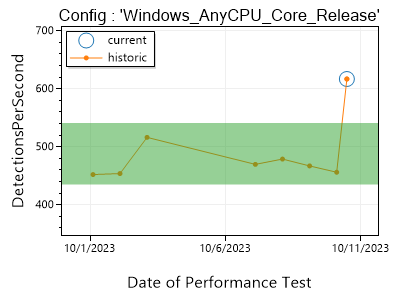 Config : 'Windows_AnyCPU_Core_Release'
current
historic
700
600
500
400
DetectionsPerSecond
10/1/2023
10/6/2023
10/11/2023
Date of Performance Test